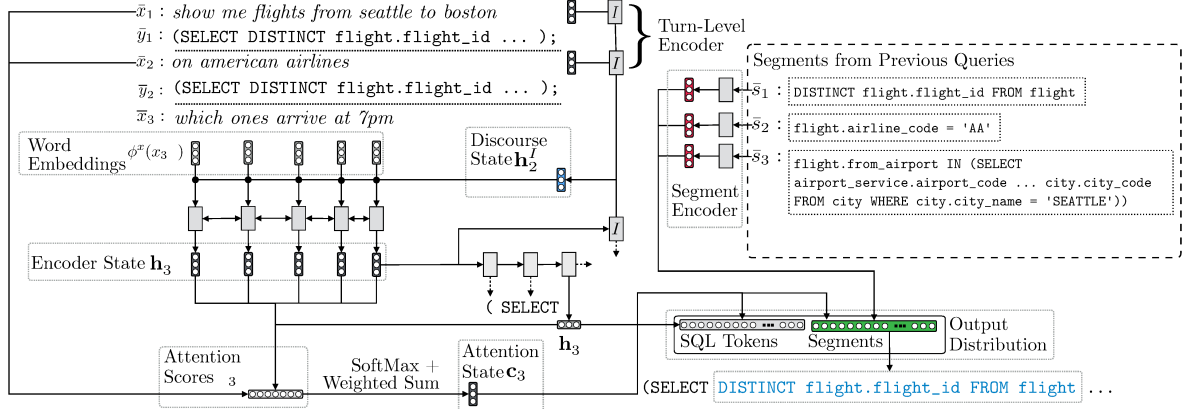 x̄₁ : show me flights from seattle to boston
ȳ₁ : (SELECT DISTINCT flight.flight_id ... );
x̄₂ : on american airlines
ȳ₂ : (SELECT DISTINCT flight.flight_id ... );
x̄₃ : which ones arrive at 7pm
I
I
Turn-Level
Encoder
Word
Embeddings φˣ(x₃ )
Discourse
State h₂ᴵ
I
Encoder State h₃
( SELECT
h₃
Attention
Scores ₃
SoftMax +
Weighted Sum
Attention
State c₃
Segments from Previous Queries
s̄₁ : DISTINCT flight.flight_id FROM flight
s̄₂ : flight.airline_code = 'AA'
s̄₃ : flight.from_airport IN (SELECT
airport_service.airport_code ... city.city_code
FROM city WHERE city.city_name = 'SEATTLE'))
Segment
Encoder
SQL Tokens
Segments
Output
Distribution
(SELECT DISTINCT flight.flight_id FROM flight ...